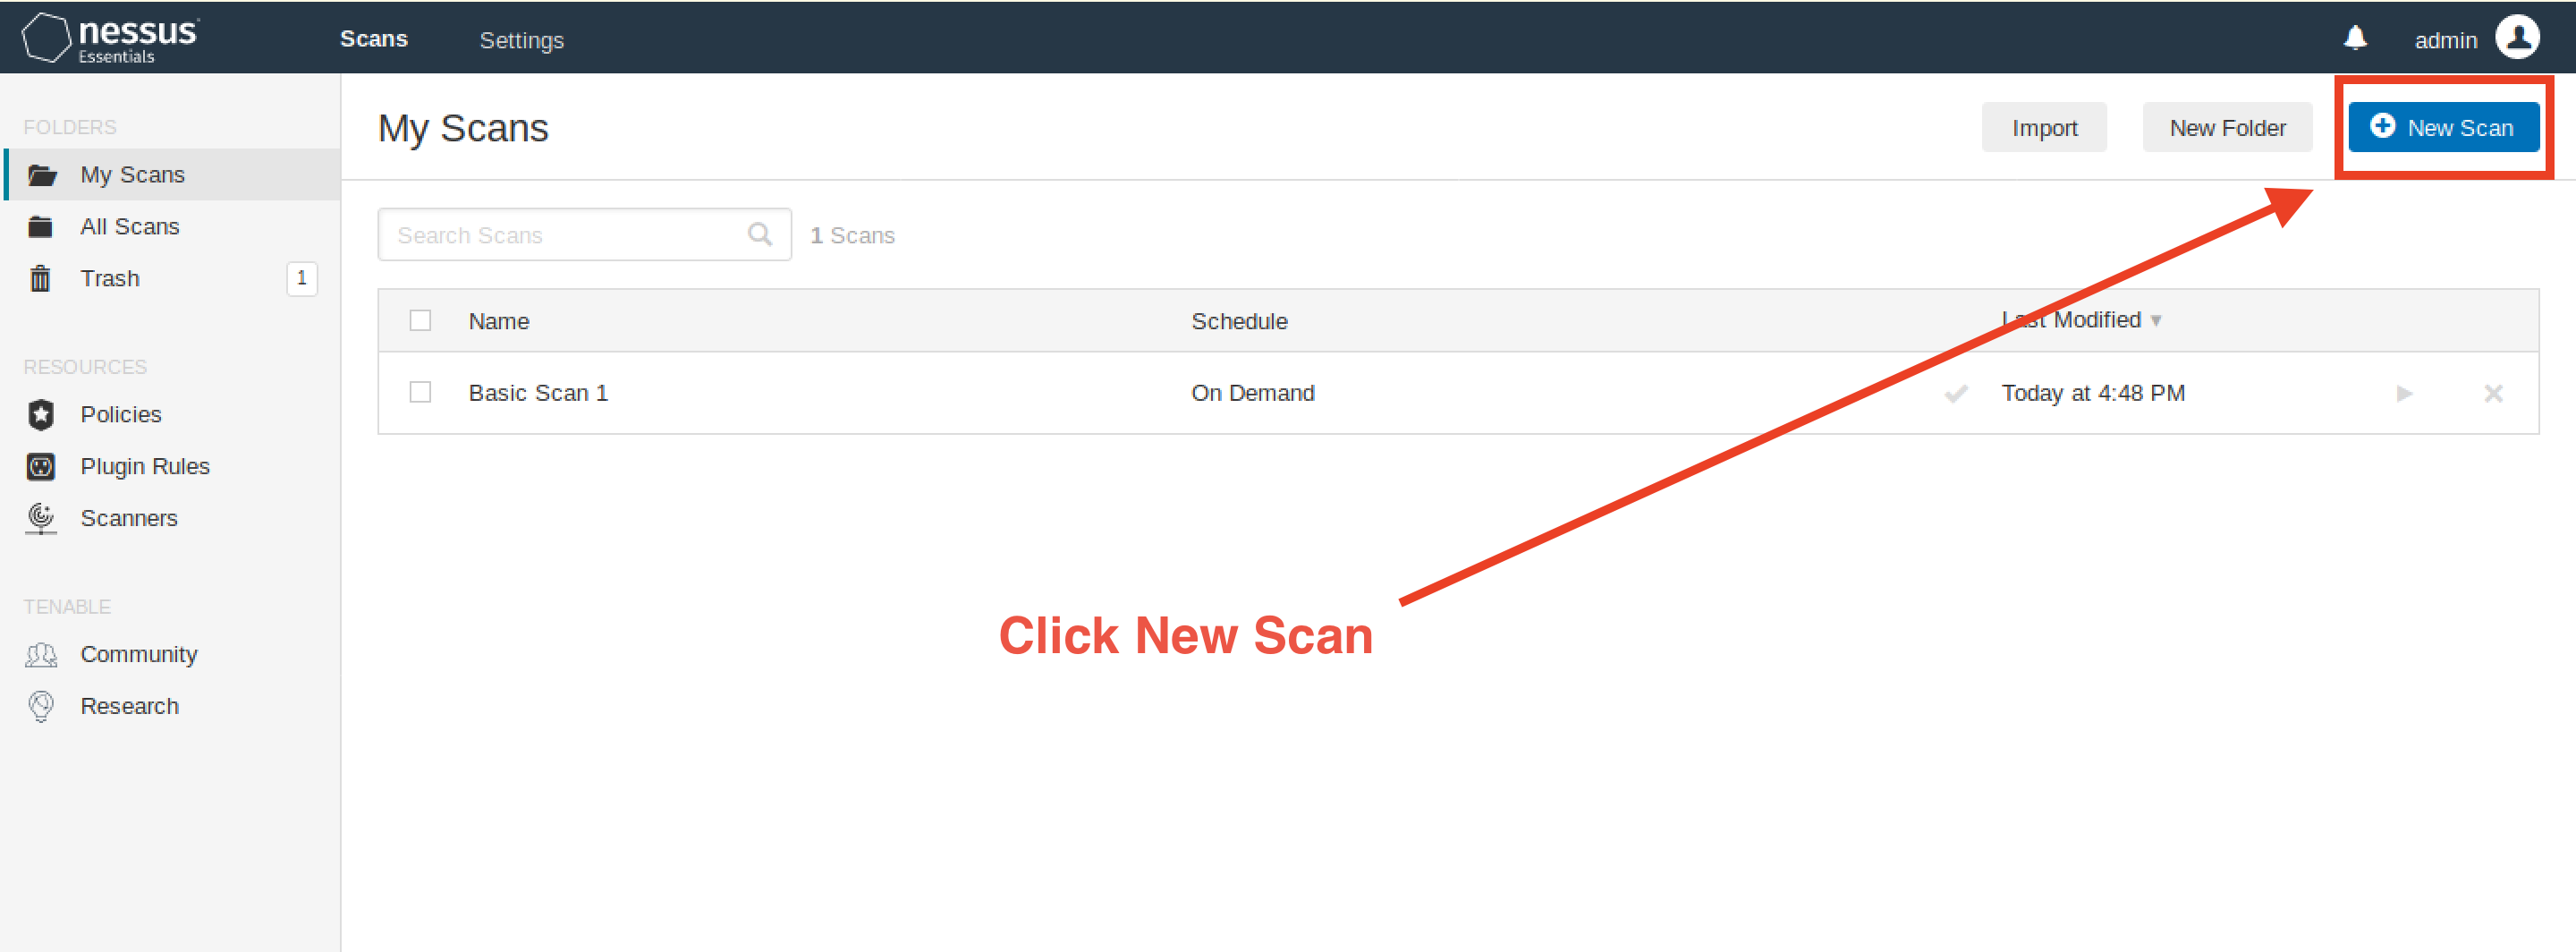 nessus
Essentials
Scans
Settings
admin
FOLDERS
My Scans
All Scans
Trash
1
RESOURCES
Policies
Plugin Rules
Scanners
TENABLE
Community
Research
My Scans
Import
New Folder
New Scan
Search Scans
1 Scans
Name
Schedule
Last Modified
Basic Scan 1
On Demand
Today at 4:48 PM
Click New Scan